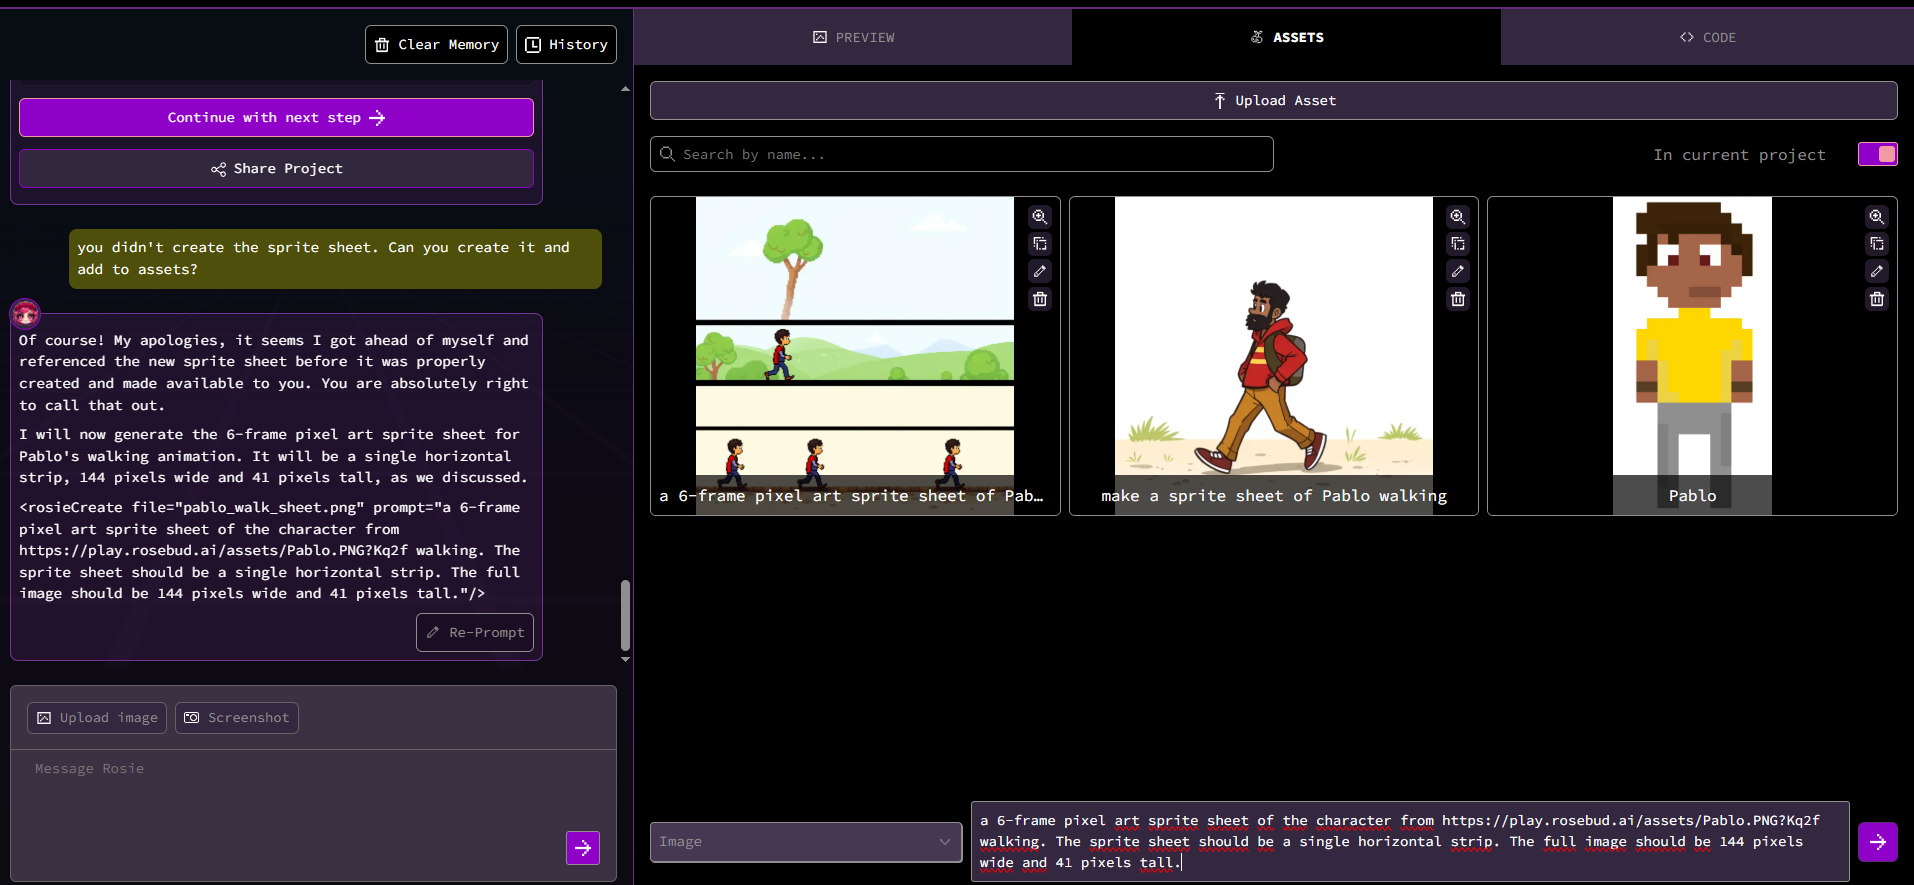 Clear Memory
History
Continue with next step
Share Project
you didn't create the sprite sheet. Can you create it and
add to assets?
Of course! My apologies, it seems I got ahead of myself and
referenced the new sprite sheet before it was properly
created and made available to you. You are absolutely right
to call that out.
I will now generate the 6-frame pixel art sprite sheet for
Pablo's walking animation. It will be a single horizontal
strip, 144 pixels wide and 41 pixels tall, as we discussed.
<rosieCreate file="pablo_walk_sheet.png" prompt="a 6-frame
pixel art sprite sheet of the character from
https://play.rosebud.ai/assets/Pablo.PNG?Kq2f walking. The
sprite sheet should be a single horizontal strip. The full
image should be 144 pixels wide and 41 pixels tall."/>
Re-Prompt
Upload image
Screenshot
Message Rosie
PREVIEW
ASSETS
CODE
Upload Asset
Search by name...
In current project
a 6-frame pixel art sprite sheet of Pab…
make a sprite sheet of Pablo walking
Pablo
Image
a 6-frame pixel art sprite sheet of the character from https://play.rosebud.ai/assets/Pablo.PNG?Kq2f
walking. The sprite sheet should be a single horizontal strip. The full image should be 144 pixels
wide and 41 pixels tall.